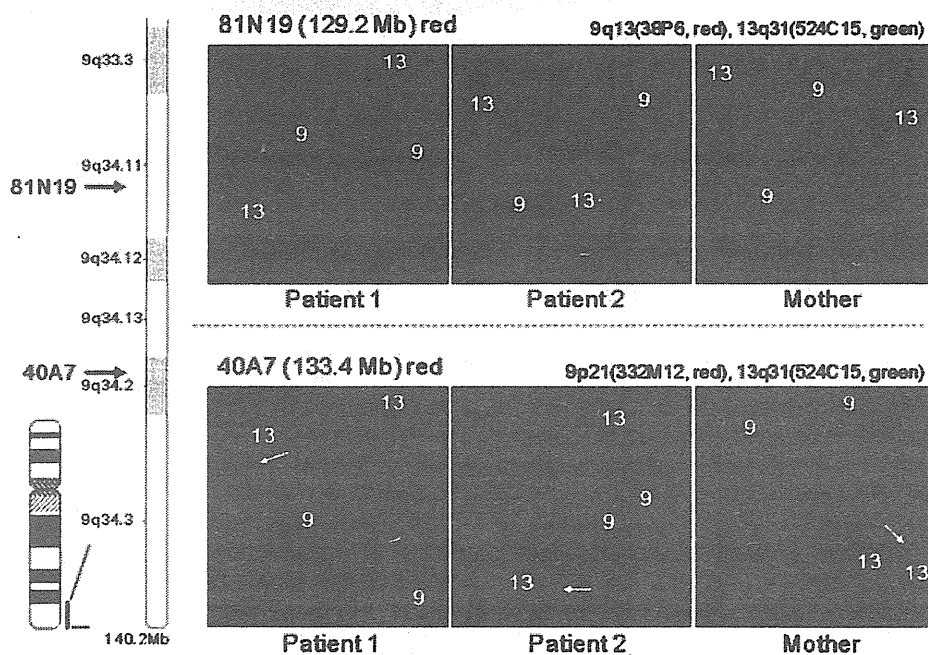 81N19 (129.2 Mb) red
9q13(38P6, red), 13q31(524C15, green)
9q33.3
9q34.11
81N19
9q34.12
9q34.13
40A7
9q34.2
9q34.3
140.2Mb
13
9
9
13
Patient 1
13
9
9
13
Patient 2
13
9
13
9
Mother
40A7 (133.4 Mb) red
9p21(332M12, red), 13q31(524C15, green)
13
13
9
9
Patient 1
13
9
9
13
Patient 2
9
9
13
13
Mother